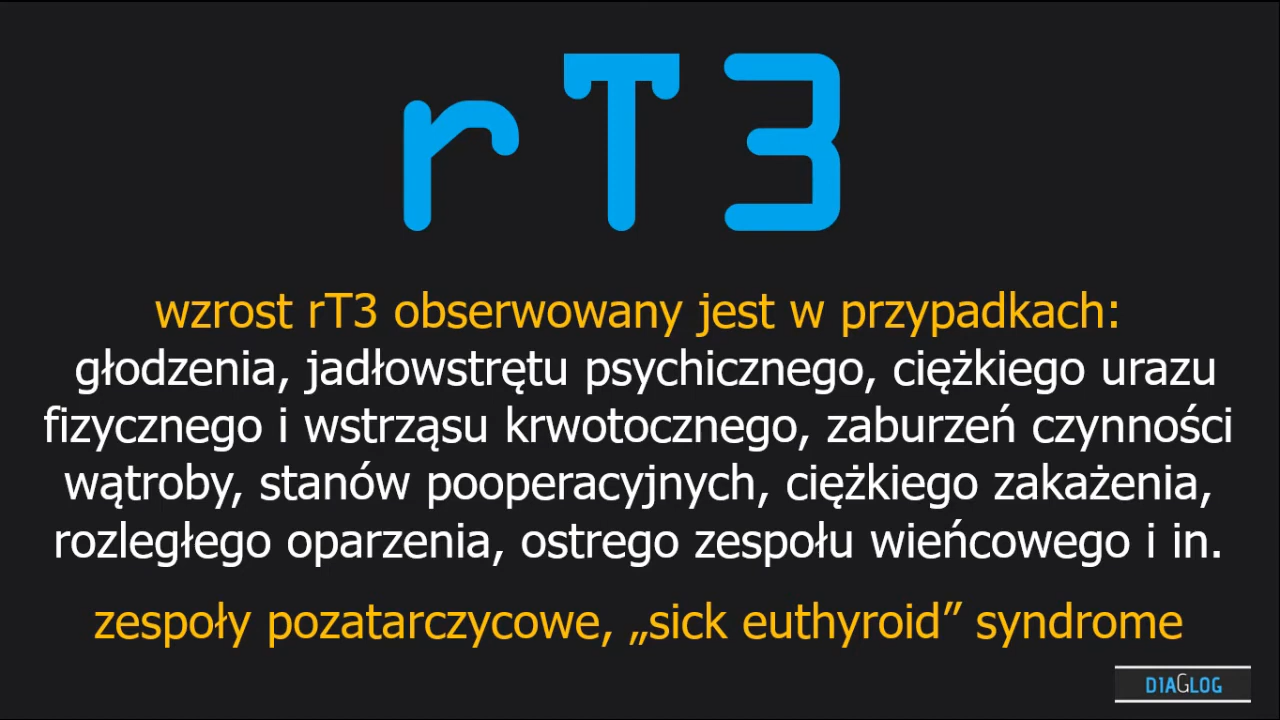 rT3
wzrost rT3 obserwowany jest w przypadkach:
głodzenia, jadłowstrętu psychicznego, ciężkiego urazu
fizycznego i wstrząsu krwotocznego, zaburzeń czynności
wątroby, stanów pooperacyjnych, ciężkiego zakażenia,
rozległego oparzenia, ostrego zespołu wieńcowego i in.
zespoły pozatarczycowe, „sick euthyroid” syndrome
DIAGLOG